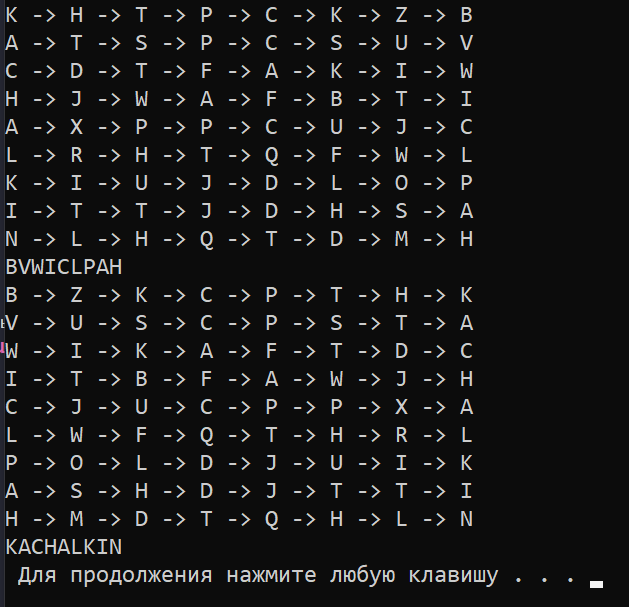 K -> H -> T -> P -> C -> K -> Z -> B
A -> T -> S -> P -> C -> S -> U -> V
C -> D -> T -> F -> A -> K -> I -> W
H -> J -> W -> A -> F -> B -> T -> I
A -> X -> P -> P -> C -> U -> J -> C
L -> R -> H -> T -> Q -> F -> W -> L
K -> I -> U -> J -> D -> L -> O -> P
I -> T -> T -> J -> D -> H -> S -> A
N -> L -> H -> Q -> T -> D -> M -> H
BVWICLPAH
B -> Z -> K -> C -> P -> T -> H -> K
V -> U -> S -> C -> P -> S -> T -> A
W -> I -> K -> A -> F -> T -> D -> C
I -> T -> B -> F -> A -> W -> J -> H
C -> J -> U -> C -> P -> P -> X -> A
L -> W -> F -> Q -> T -> H -> R -> L
P -> O -> L -> D -> J -> U -> I -> K
A -> S -> H -> D -> J -> T -> T -> I
H -> M -> D -> T -> Q -> H -> L -> N
KACHALKIN
Для продолжения нажмите любую клавишу . . .